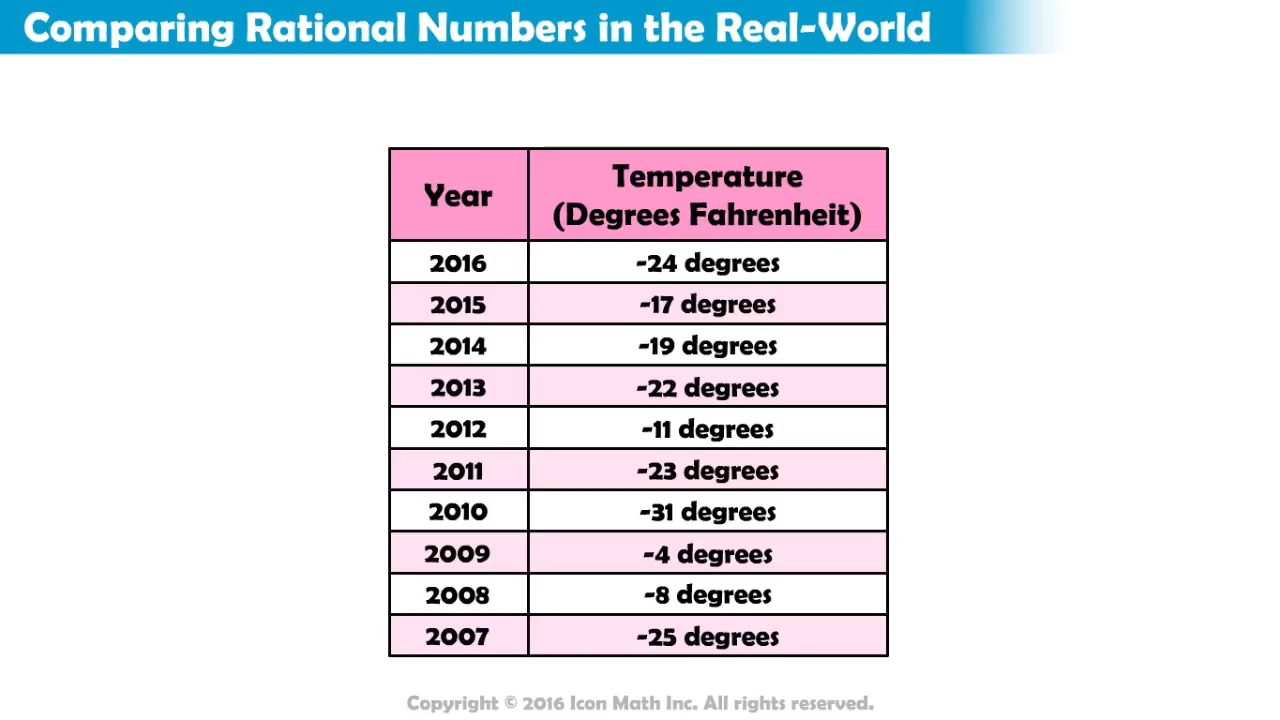 Comparing Rational Numbers in the Real-World
Year
Temperature
(Degrees Fahrenheit)
2016 -24 degrees
2015 -17 degrees
2014 -19 degrees
2013 -22 degrees
2012 -11 degrees
2011 -23 degrees
2010 -31 degrees
2009 -4 degrees
2008 -8 degrees
2007 -25 degrees
Copyright © 2016 Icon Math Inc. All rights reserved.